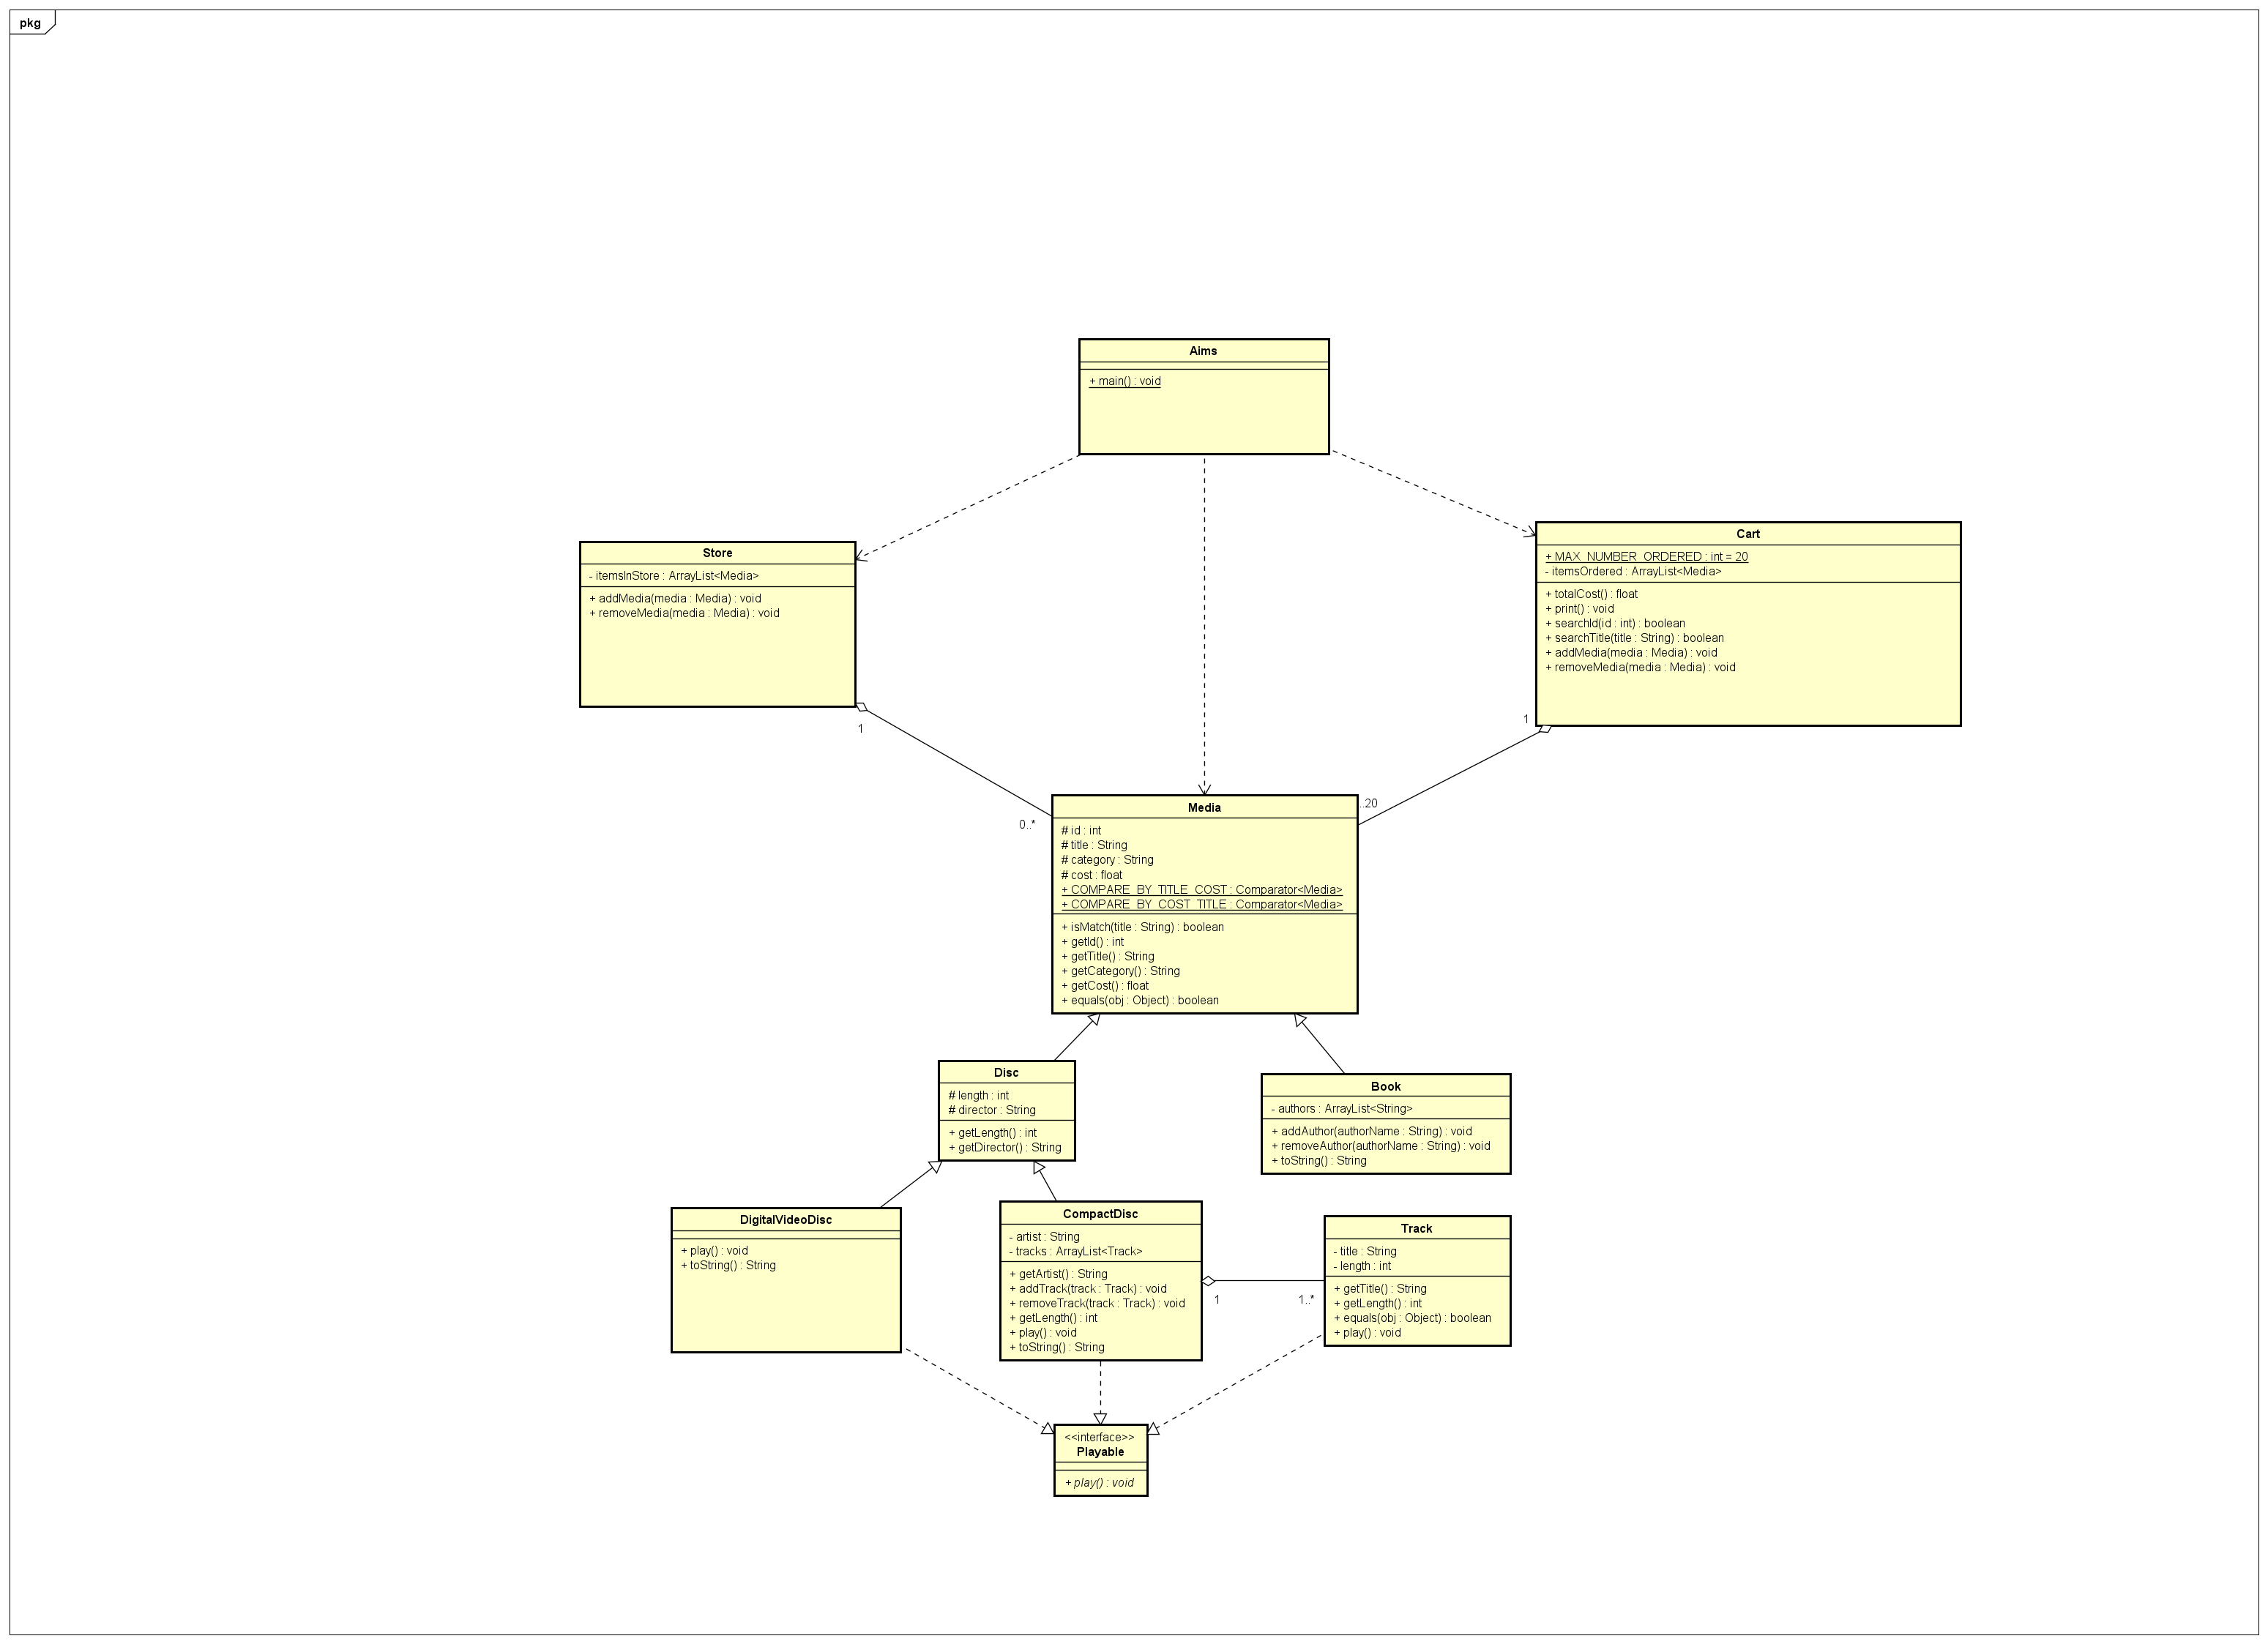 pkg
Aims
+ main() : void
Store
- itemsInStore : ArrayList<Media>
+ addMedia(media : Media) : void
+ removeMedia(media : Media) : void
Cart
+ MAX_NUMBER_ORDERED : int = 20
- itemsOrdered : ArrayList<Media>
+ totalCost() : float
+ print() : void
+ searchId(id : int) : boolean
+ searchTitle(title : String) : boolean
+ addMedia(media : Media) : void
+ removeMedia(media : Media) : void
1
1
0..*
..20
Media
# id : int
# title : String
# category : String
# cost : float
+ COMPARE_BY_TITLE_COST : Comparator<Media>
+ COMPARE_BY_COST_TITLE : Comparator<Media>
+ isMatch(title : String) : boolean
+ getId() : int
+ getTitle() : String
+ getCategory() : String
+ getCost() : float
+ equals(obj : Object) : boolean
Disc
# length : int
# director : String
+ getLength() : int
+ getDirector() : String
Book
- authors : ArrayList<String>
+ addAuthor(authorName : String) : void
+ removeAuthor(authorName : String) : void
+ toString() : String
DigitalVideoDisc
+ play() : void
+ toString() : String
CompactDisc
- artist : String
- tracks : ArrayList<Track>
+ getArtist() : String
+ addTrack(track : Track) : void
+ removeTrack(track : Track) : void
+ getLength() : int
+ play() : void
+ toString() : String
1
1..*
Track
- title : String
- length : int
+ getTitle() : String
+ getLength() : int
+ equals(obj : Object) : boolean
+ play() : void
<<interface>>
Playable
+ play() : void